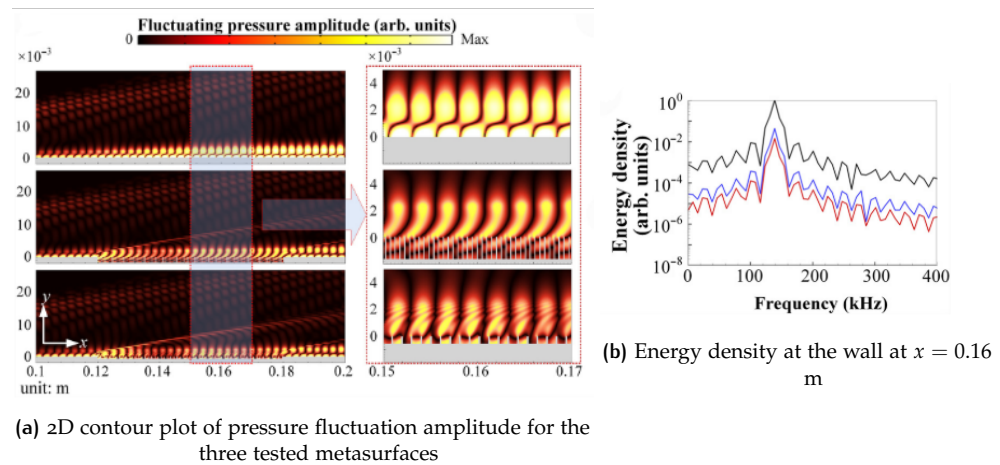 Fluctuating pressure amplitude (arb. units)
0 Max
×10⁻³
20
10
0
20
10
0
20
10
0
y
x
0.1 0.12 0.14 0.16 0.18 0.2
unit: m
×10⁻³
4
2
0
4
2
0
4
2
0
0.15 0.16 0.17
(a) 2D contour plot of pressure fluctuation amplitude for the
three tested metasurfaces
Energy density
(arb. units)
10⁰
10⁻²
10⁻⁴
10⁻⁶
10⁻⁸
0 100 200 300 400
Frequency (kHz)
(b) Energy density at the wall at x = 0.16
m